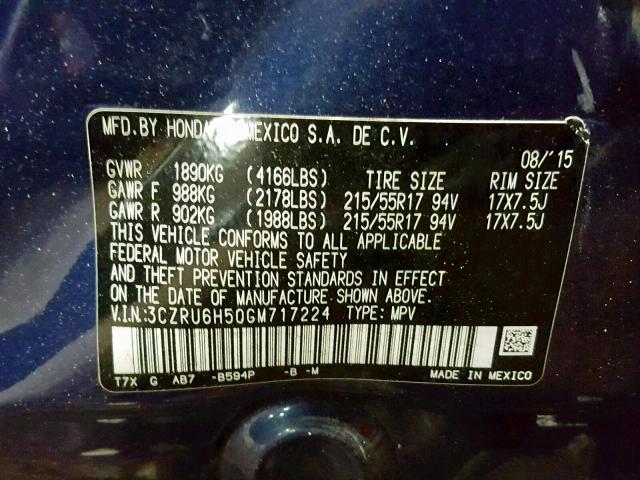 MFD.BY HONDA MEXICO S.A. DE C.V.
08/'15
GVWR 1890KG (4166LBS) TIRE SIZE RIM SIZE
GAWR F 988KG (2178LBS) 215/55R17 94V 17X7.5J
GAWR R 902KG (1988LBS) 215/55R17 94V 17X7.5J
THIS VEHICLE CONFORMS TO ALL APPLICABLE
FEDERAL MOTOR VEHICLE SAFETY
AND THEFT PREVENTION STANDARDS IN EFFECT
ON THE DATE OF MANUFACTURE SHOWN ABOVE.
V.I.N:3CZRU6H50GM717224 TYPE: MPV
T7X G AB7 -B594P -B -M MADE IN MEXICO